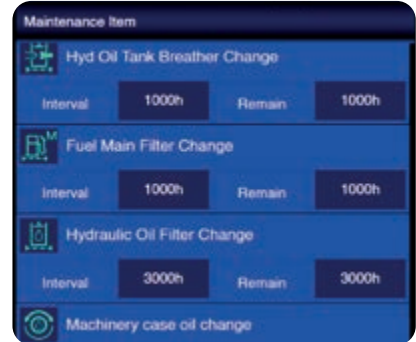 Maintenance Item
Hyd Oil Tank Breather Change
Interval 1000h Remain 1000h
M Fuel Main Filter Change
Interval 1000h Remain 1000h
Hydraulic Oil Filter Change
Interval 3000h Remain 3000h
Machinery case oil change